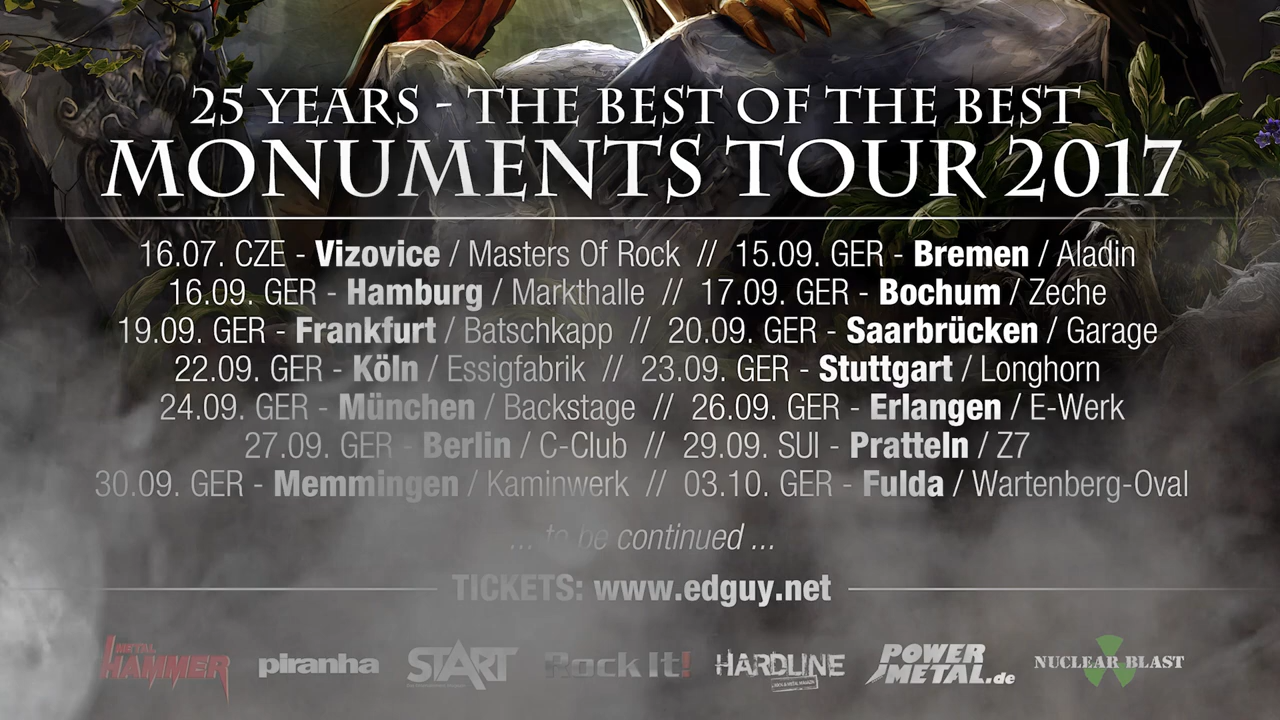 25 YEARS - THE BEST OF THE BEST
MONUMENTS TOUR 2017
16.07. CZE - Vizovice / Masters Of Rock // 15.09. GER - Bremen / Aladin
16.09. GER - Hamburg / Markthalle // 17.09. GER - Bochum / Zeche
19.09. GER - Frankfurt / Batschkapp // 20.09. GER - Saarbrücken / Garage
22.09. GER - Köln / Essigfabrik // 23.09. GER - Stuttgart / Longhorn
24.09. GER - München / Backstage // 26.09. GER - Erlangen / E-Werk
27.09. GER - Berlin / C-Club // 29.09. SUI - Pratteln / Z7
30.09. GER - Memmingen / Kaminwerk // 03.10. GER - Fulda / Wartenberg-Oval
... to be continued ...
TICKETS: www.edguy.net
METAL HAMMER piranha START Rock It! HARDLINE POWER METAL.de NUCLEAR BLAST